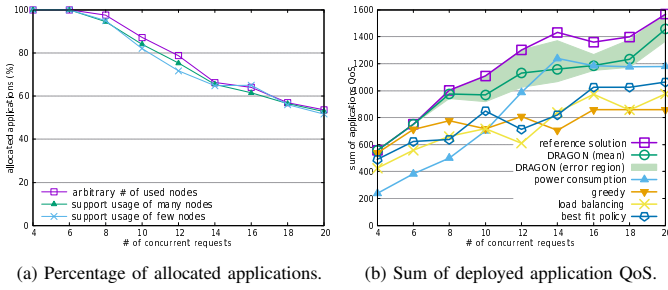 allocated applications (%)
100
80
60
40
20
0
arbitrary # of used nodes
support usage of many nodes
support usage of few nodes
4 6 8 10 12 14 16 18 20
# of concurrent requests
(a) Percentage of allocated applications.
sum of applications QoS
1600
1400
1200
1000
800
600
400
200
0
reference solution
DRAGON (mean)
DRAGON (error region)
power consumption
greedy
load balancing
best fit policy
4 6 8 10 12 14 16 18 20
# of concurrent requests
(b) Sum of deployed application QoS.